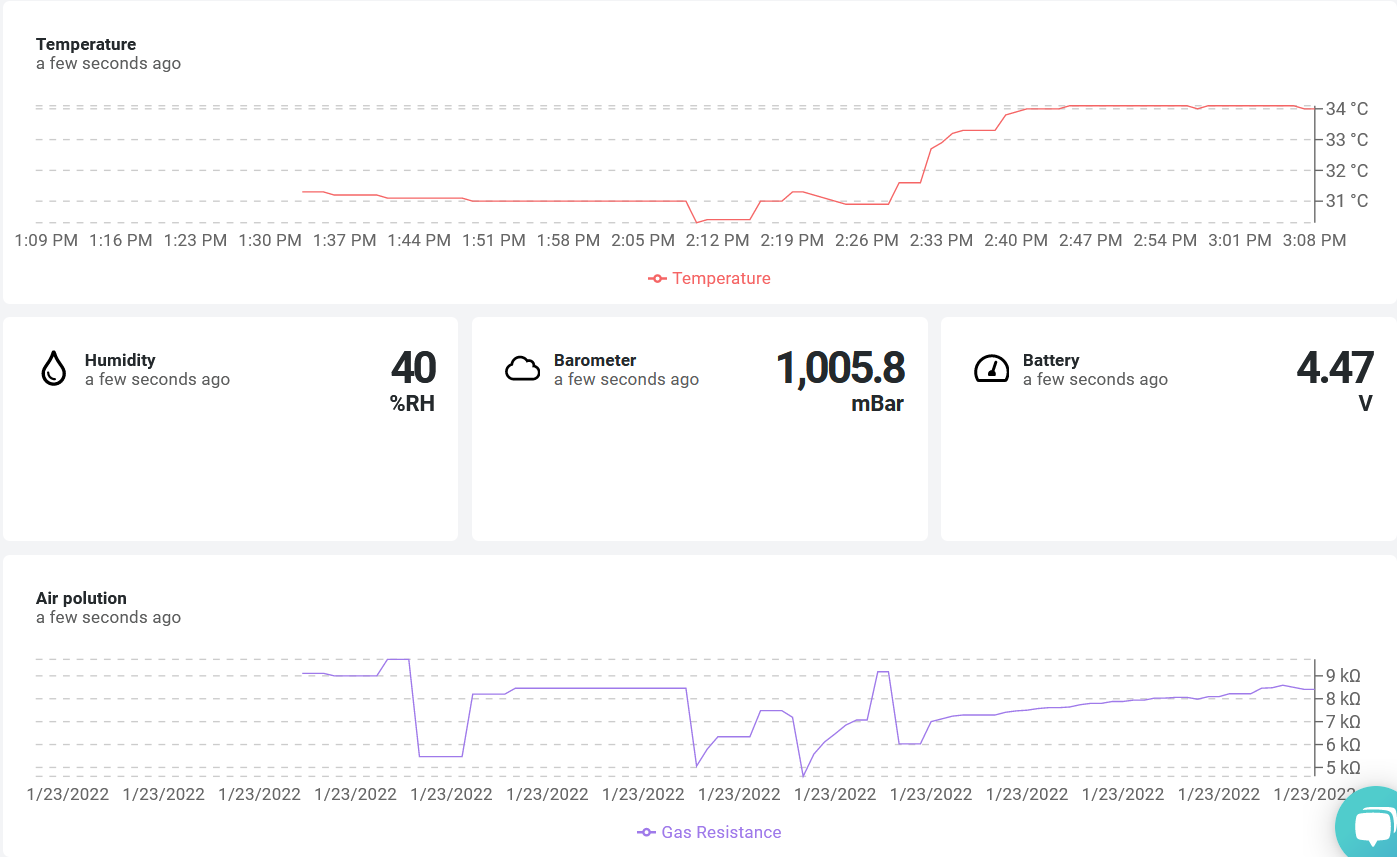 Temperature
a few seconds ago
34 °C
33 °C
32 °C
31 °C
1:09 PM 1:16 PM 1:23 PM 1:30 PM 1:37 PM 1:44 PM 1:51 PM 1:58 PM 2:05 PM 2:12 PM 2:19 PM 2:26 PM 2:33 PM 2:40 PM 2:47 PM 2:54 PM 3:01 PM 3:08 PM
Temperature
Humidity
a few seconds ago
40
%RH
Barometer
a few seconds ago
1,005.8
mBar
Battery
a few seconds ago
4.47
V
Air polution
a few seconds ago
9 kΩ
8 kΩ
7 kΩ
6 kΩ
5 kΩ
1/23/2022 1/23/2022 1/23/2022 1/23/2022 1/23/2022 1/23/2022 1/23/2022 1/23/2022 1/23/2022 1/23/2022 1/23/2022 1/23/2022 1/23/2022 1/23/2022
Gas Resistance